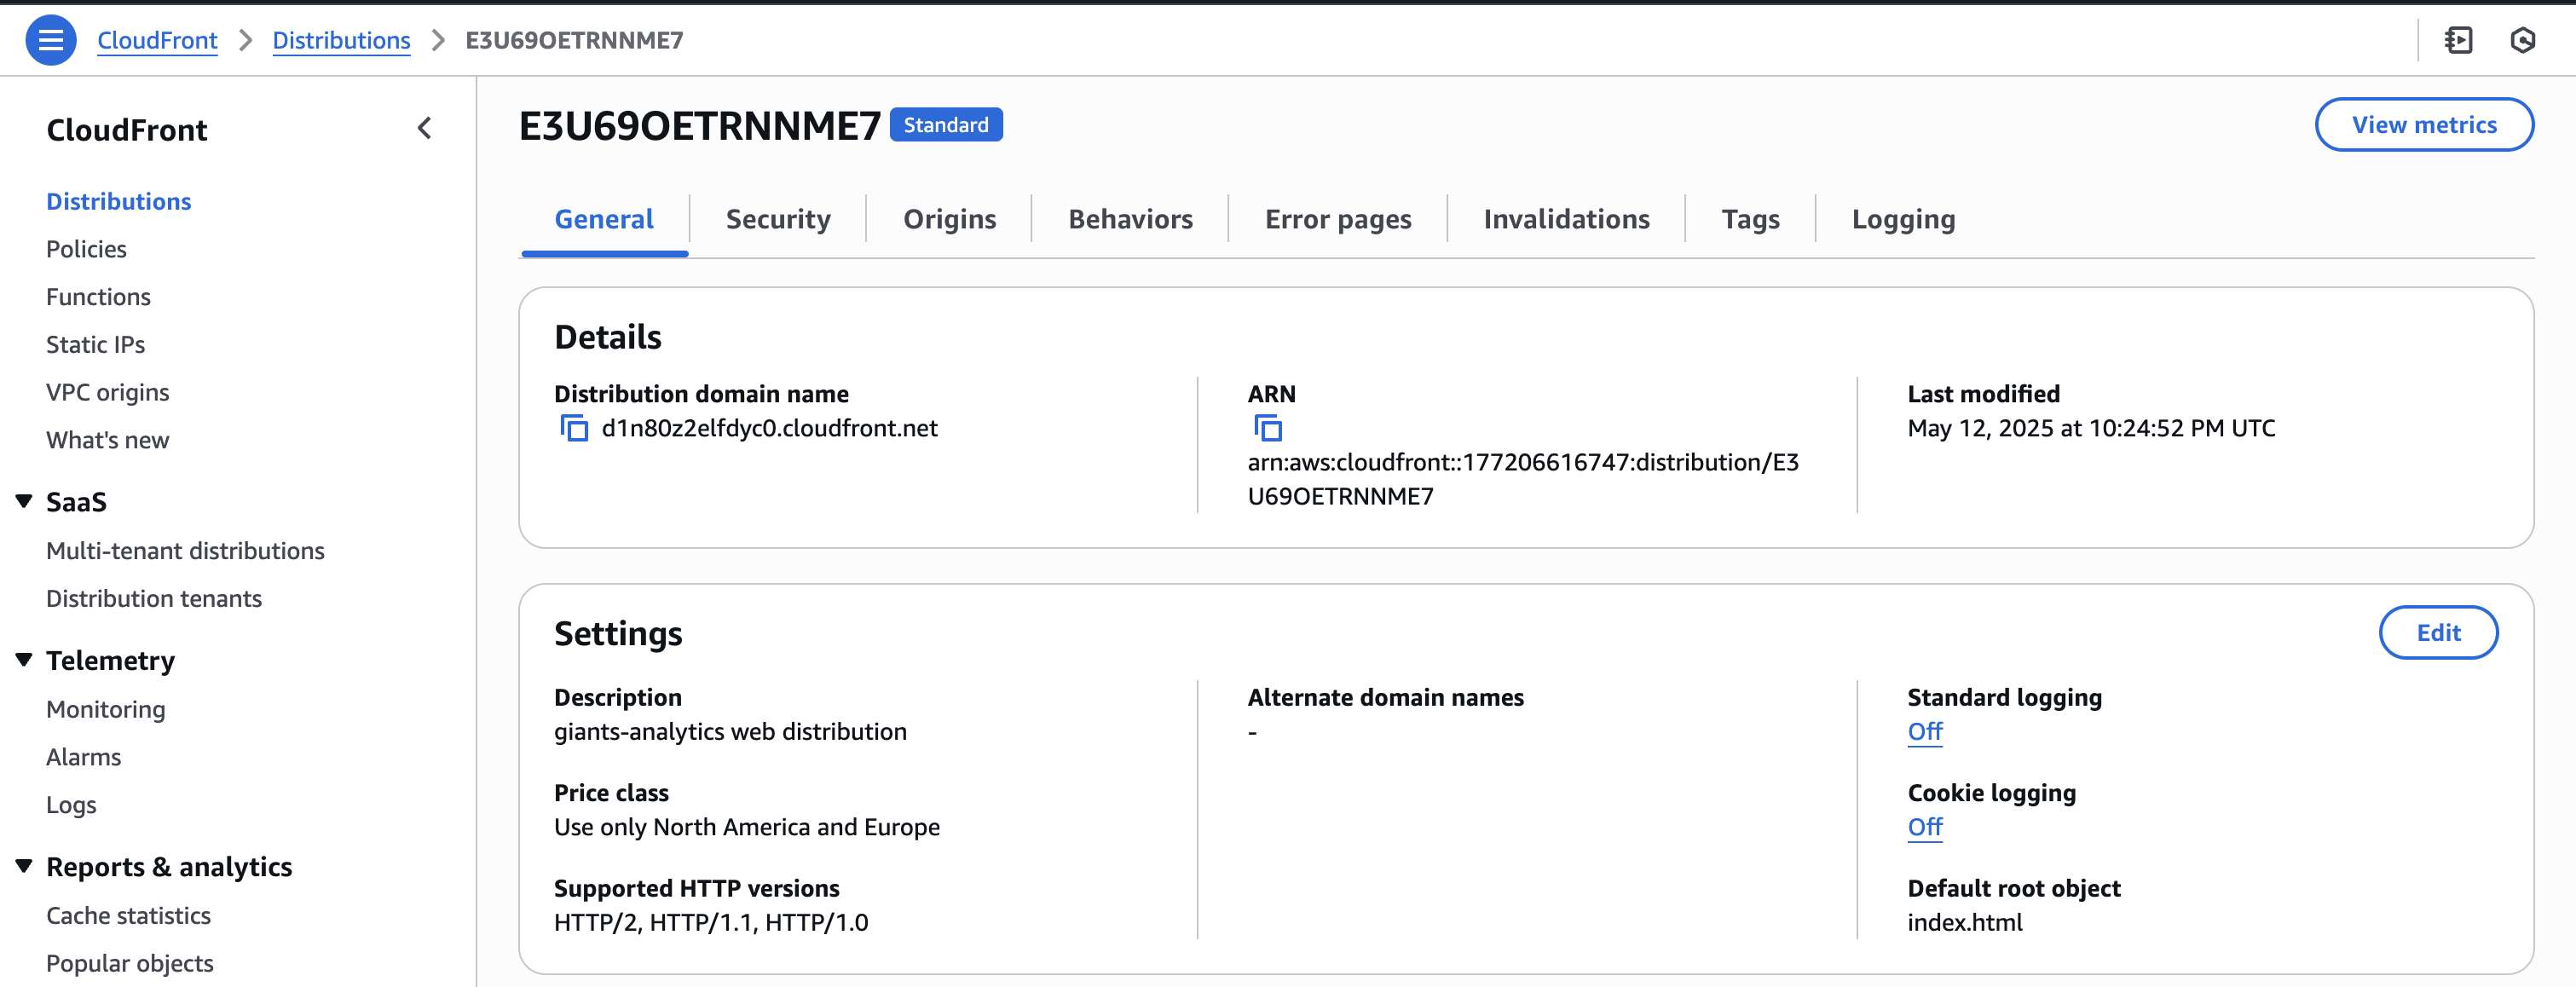 CloudFront > Distributions > E3U69OETRNNME7
CloudFront
Distributions
Policies
Functions
Static IPs
VPC origins
What's new
SaaS
Multi-tenant distributions
Distribution tenants
Telemetry
Monitoring
Alarms
Logs
Reports & analytics
Cache statistics
Popular objects
E3U69OETRNNME7 Standard
View metrics
General Security Origins Behaviors Error pages Invalidations Tags Logging
Details
Distribution domain name
d1n80z2elfdyc0.cloudfront.net
ARN
arn:aws:cloudfront::177206616747:distribution/E3
U69OETRNNME7
Last modified
May 12, 2025 at 10:24:52 PM UTC
Settings
Edit
Description
giants-analytics web distribution
Price class
Use only North America and Europe
Supported HTTP versions
HTTP/2, HTTP/1.1, HTTP/1.0
Alternate domain names
-
Standard logging
Off
Cookie logging
Off
Default root object
index.html